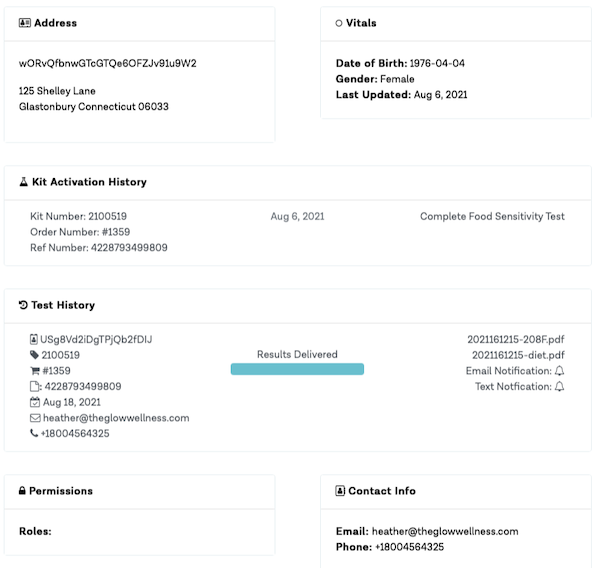 Address
wORvQfbnwGTcGTQe6OFZJv91u9W2
125 Shelley Lane
Glastonbury Connecticut 06033
Vitals
Date of Birth: 1976-04-04
Gender: Female
Last Updated: Aug 6, 2021
Kit Activation History
Kit Number: 2100519
Order Number: #1359
Ref Number: 4228793499809
Aug 6, 2021
Complete Food Sensitivity Test
Test History
USg8Vd2iDgTPjQb2fDIJ
2100519
#1359
: 4228793499809
Aug 18, 2021
heather@theglowwellness.com
+18004564325
Results Delivered
2021161215-208F.pdf
2021161215-diet.pdf
Email Notification:
Text Notfication:
Permissions
Roles:
Contact Info
Email: heather@theglowwellness.com
Phone: +18004564325